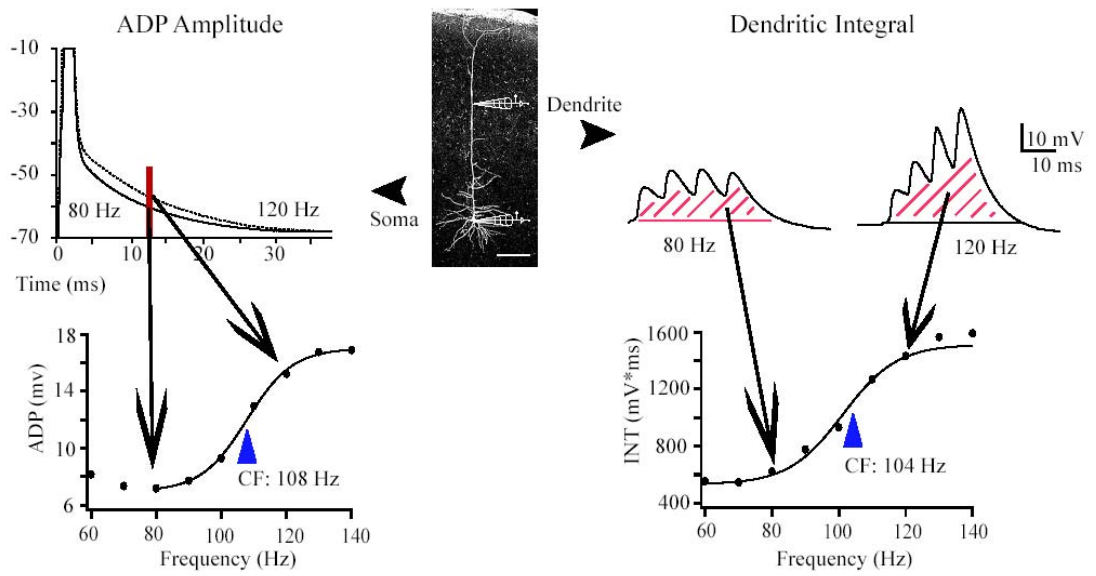 ADP Amplitude
Dendritic Integral
-10
-30
-50
-70
80 Hz
120 Hz
0
10
20
30
Time (ms)
Soma
Dendrite
80 Hz
120 Hz
10 mV
10 ms
18
14
10
6
ADP (mv)
CF: 108 Hz
60
80
100
120
140
Frequency (Hz)
1600
1200
800
400
INT (mV*ms)
CF: 104 Hz
60
80
100
120
140
Frequency (Hz)